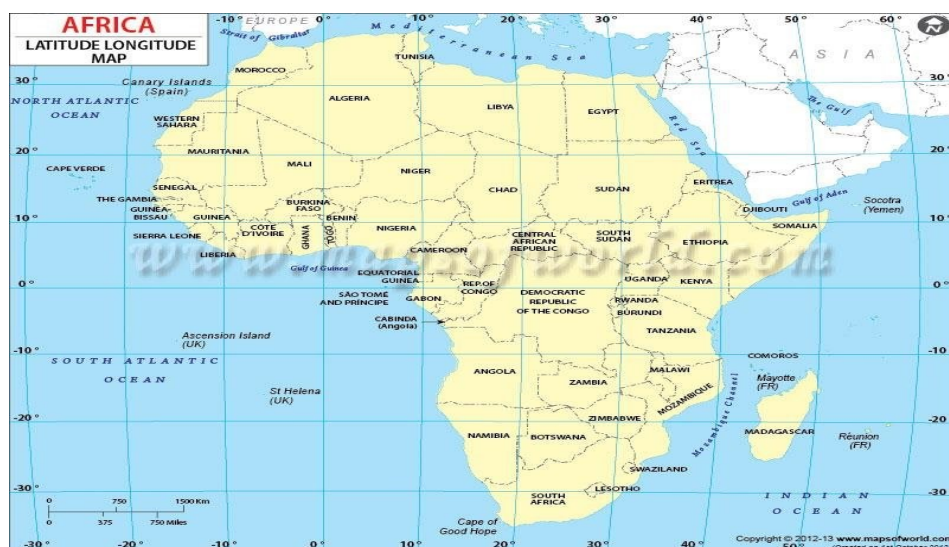 AFRICA
LATITUDE LONGITUDE
MAP
EUROPE
ASIA
Strait of Gibraltar
Mediterranean Sea
-20°
-10°
0°
10°
20°
30°
40°
50°
TUNISIA
MOROCCO
30°
30°
Canary Islands
(Spain)
ALGERIA
LIBYA
EGYPT
The Gulf
NORTH ATLANTIC
OCEAN
WESTERN
SAHARA
Red Sea
MAURITANIA
20°
20°
CAPE VERDE
MALI
NIGER
CHAD
SUDAN
ERITREA
SENEGAL
THE GAMBIA
GUINEA-
BISSAU
GUINEA
BURKINA
FASO
BENIN
DJIBOUTI
Gulf of Aden
Socotra
(Yemen)
10°
10°
SIERRA LEONE
CÔTE
D'IVOIRE
GHANA
TOGO
NIGERIA
CENTRAL
AFRICAN
REPUBLIC
SOUTH
SUDAN
ETHIOPIA
SOMALIA
LIBERIA
CAMEROON
www.mapsofworld.com
Gulf of Guinea
EQUATORIAL
GUINEA
REP.OF
CONGO
UGANDA
KENYA
0°
0°
SÃO TOMÉ
AND PRÍNCIPE
GABON
DEMOCRATIC
REPUBLIC
OF THE CONGO
RWANDA
BURUNDI
CABINDA
(Angola)
TANZANIA
Ascension Island
(UK)
-10°
-10°
SOUTH ATLANTIC
OCEAN
COMOROS
ANGOLA
MALAWI
Mayotte
(FR)
ZAMBIA
St Helena
(UK)
MOZAMBIQUE
Mozambique Channel
-20°
-20°
ZIMBABWE
NAMIBIA
BOTSWANA
MADAGASCAR
Réunion
(FR)
SWAZILAND
LESOTHO
-30°
-30°
SOUTH
AFRICA
INDIAN
OCEAN
0
750
1500 Km
0
375
750 Miles
Cape of
Good Hope
Copyright © 2012-13 www.mapsofworld.com
-30°
-20°
-10°
0°
10°
20°
30°
40°
50°